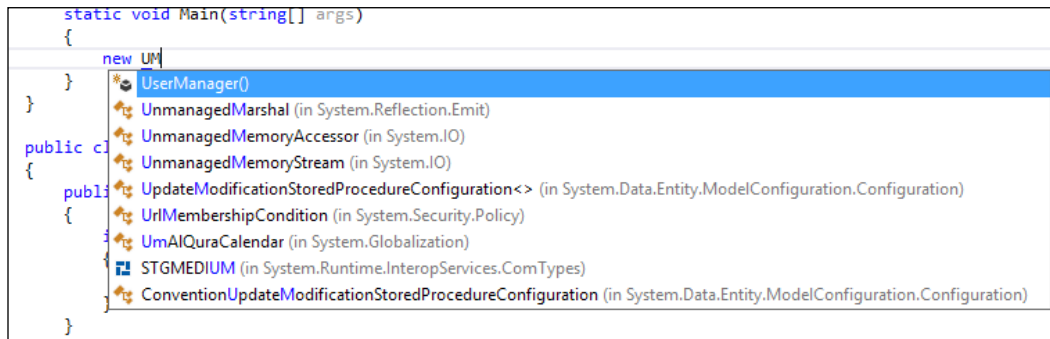 static void Main(string[] args)
{
new UM
UserManager()
}
UnmanagedMarshal (in System.Reflection.Emit)
}
UnmanagedMemoryAccessor (in System.IO)
public cl
UnmanagedMemoryStream (in System.IO)
{
publi
UpdateModificationStoredProcedureConfiguration<> (in System.Data.Entity.ModelConfiguration.Configuration)
{
UrlMembershipCondition (in System.Security.Policy)
i
UmAlQuraCalendar (in System.Globalization)
{
STGMEDIUM (in System.Runtime.InteropServices.ComTypes)
}
ConventionUpdateModificationStoredProcedureConfiguration (in System.Data.Entity.ModelConfiguration.Configuration)
}